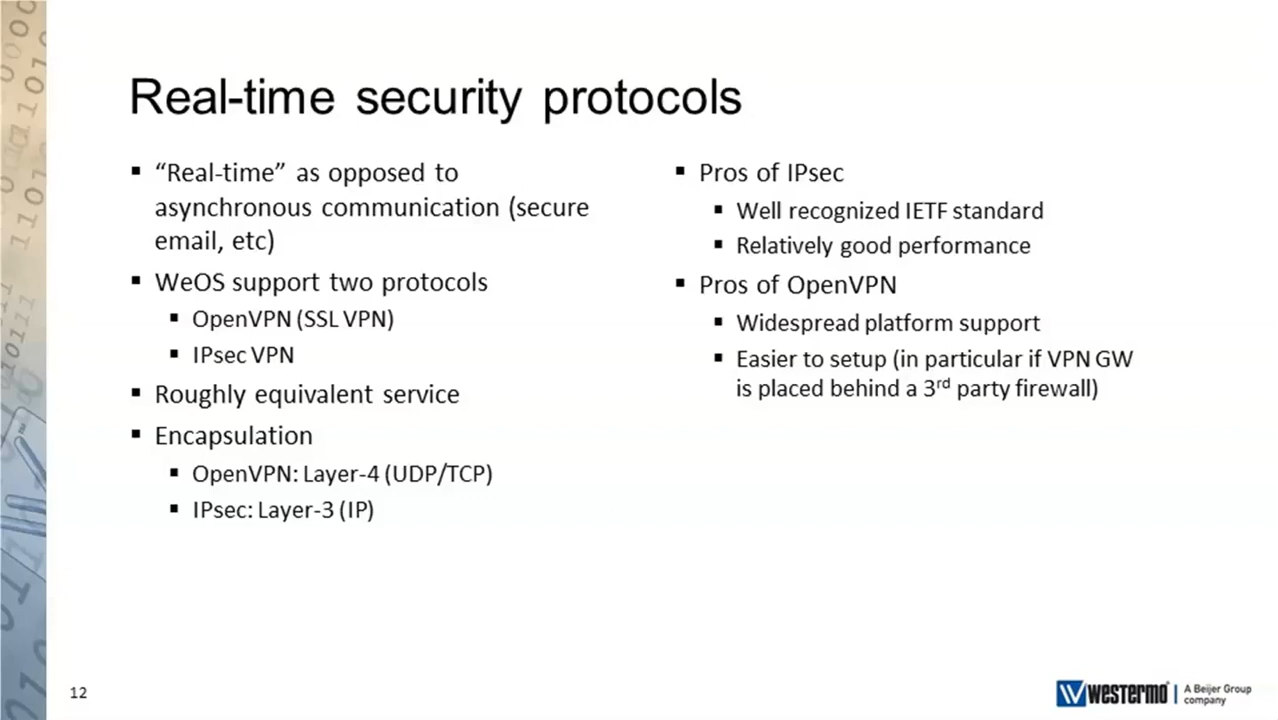 Real-time security protocols
▪ “Real-time” as opposed to
asynchronous communication (secure
email, etc)
▪ WeOS support two protocols
▪ OpenVPN (SSL VPN)
▪ IPsec VPN
▪ Roughly equivalent service
▪ Encapsulation
▪ OpenVPN: Layer-4 (UDP/TCP)
▪ IPsec: Layer-3 (IP)
▪ Pros of IPsec
▪ Well recognized IETF standard
▪ Relatively good performance
▪ Pros of OpenVPN
▪ Widespread platform support
▪ Easier to setup (in particular if VPN GW
is placed behind a 3rd party firewall)
12
westermo
A Beijer Group
company